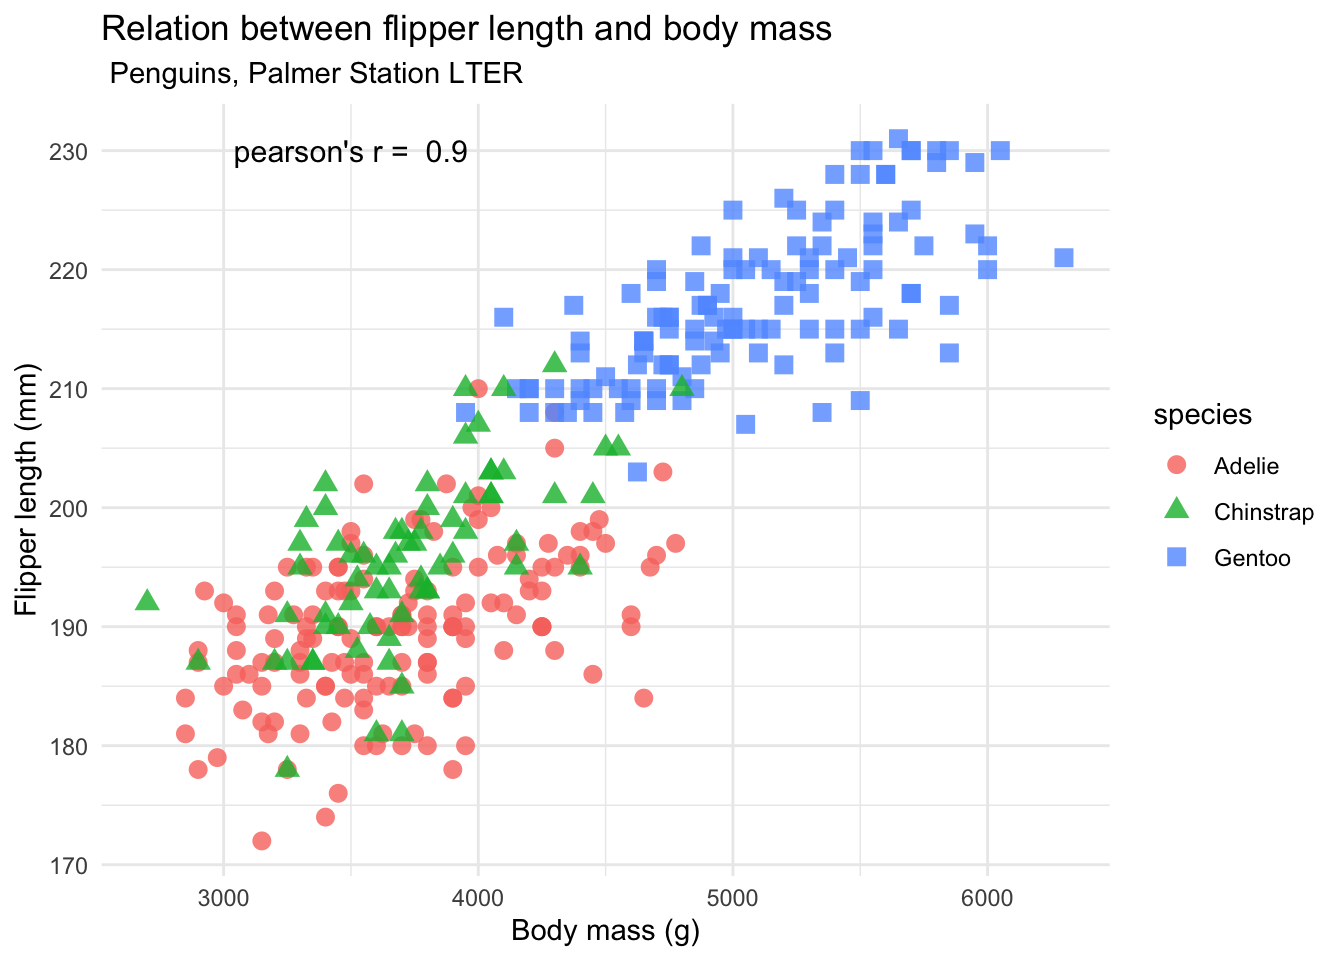 Relation between flipper length and body mass
Penguins, Palmer Station LTER
pearson's r =  0.9
230
220
210
200
190
180
170
Flipper length (mm)
3000 4000 5000 6000
Body mass (g)
species
Adelie
Chinstrap
Gentoo